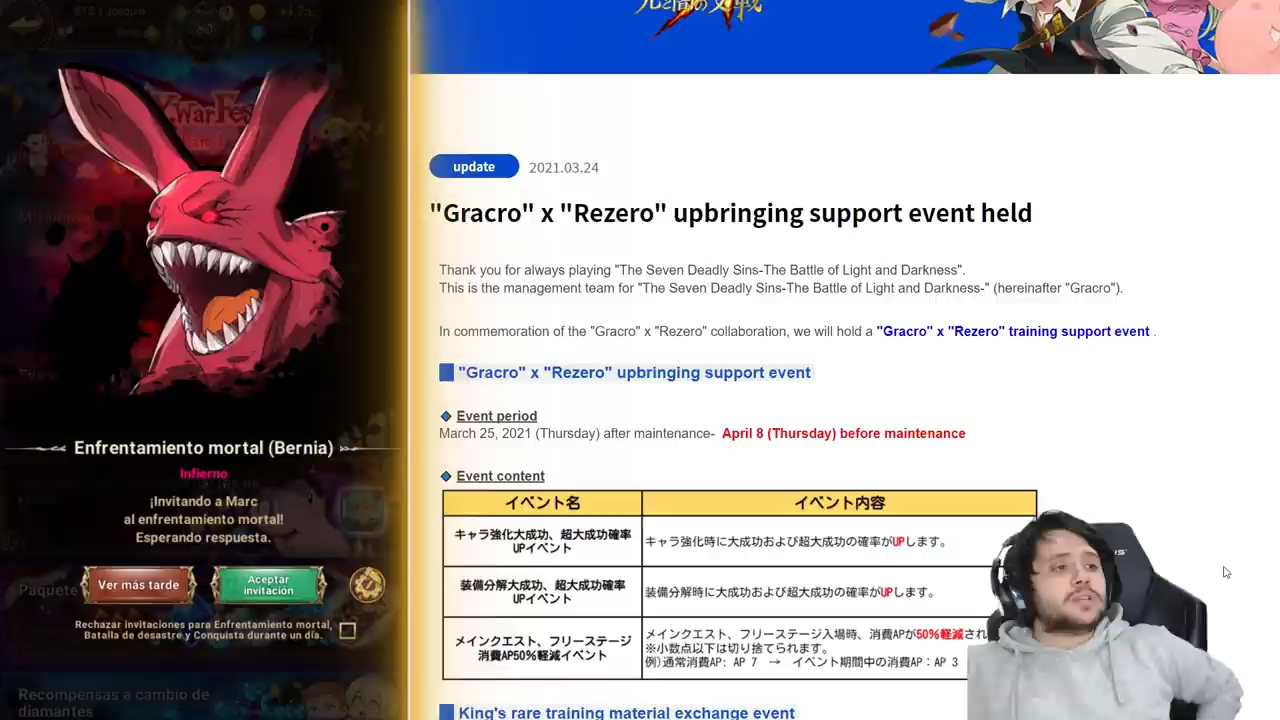 Enfrentamiento mortal (Bernia)
Infierno
¡Invitando a Marc
al enfrentamiento mortal!
Esperando respuesta.
Ver más tarde
Aceptar
invitación
Paquete
Rechazar invitaciones para Enfrentamiento mortal,
Batalla de desastre y Conquista durante un día.
Recompensas a cambio de
diamantes
update
2021.03.24
"Gracro" x "Rezero" upbringing support event held
Thank you for always playing "The Seven Deadly Sins-The Battle of Light and Darkness".
This is the management team for "The Seven Deadly Sins-The Battle of Light and Darkness-" (hereinafter "Gracro").
In commemoration of the "Gracro" x "Rezero" collaboration, we will hold a "Gracro" x "Rezero" training support event .
"Gracro" x "Rezero" upbringing support event
Event period
March 25, 2021 (Thursday) after maintenance- April 8 (Thursday) before maintenance
Event content
イベント名
イベント内容
キャラ強化大成功、超大成功確率
UPイベント
キャラ強化時に大成功および超大成功の確率がUPします。
装備分解大成功、超大成功確率
UPイベント
装備分解時に大成功および超大成功の確率がUPします。
メインクエスト、フリーステージ
消費AP50％軽減イベント
メインクエスト、フリーステージ入場時、消費APが50％軽減され
※小数点以下は切り捨てられます。
例)通常消費AP: AP 7 → イベント期間中の消費AP：AP 3
King's rare training material exchange event